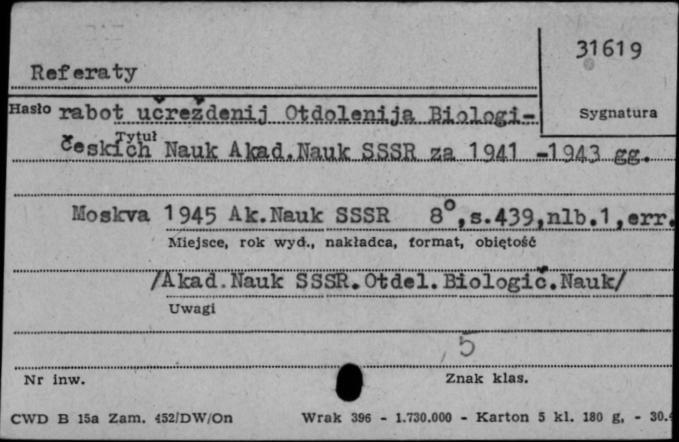 31619
Referaty
Hasło rabot učreždenij Otdolenija Biologi-
Sygnatura
Tytuł
českich Nauk Akad.Nauk SSSR za 1941 -1943 gg.
Moskva 1945 Ak.Nauk SSSR 8°,s.439,nlb.1,err.
Miejsce, rok wyd., nakładca, format, objętość
/Akad.Nauk SSSR.Otdel.Biologič.Nauk/
Uwagi
5
Nr inw. Znak klas.
CWD B 15a Zam. 452/DW/On Wrak 396 - 1.730.000 - Karton 5 kl. 180 g, - 30.